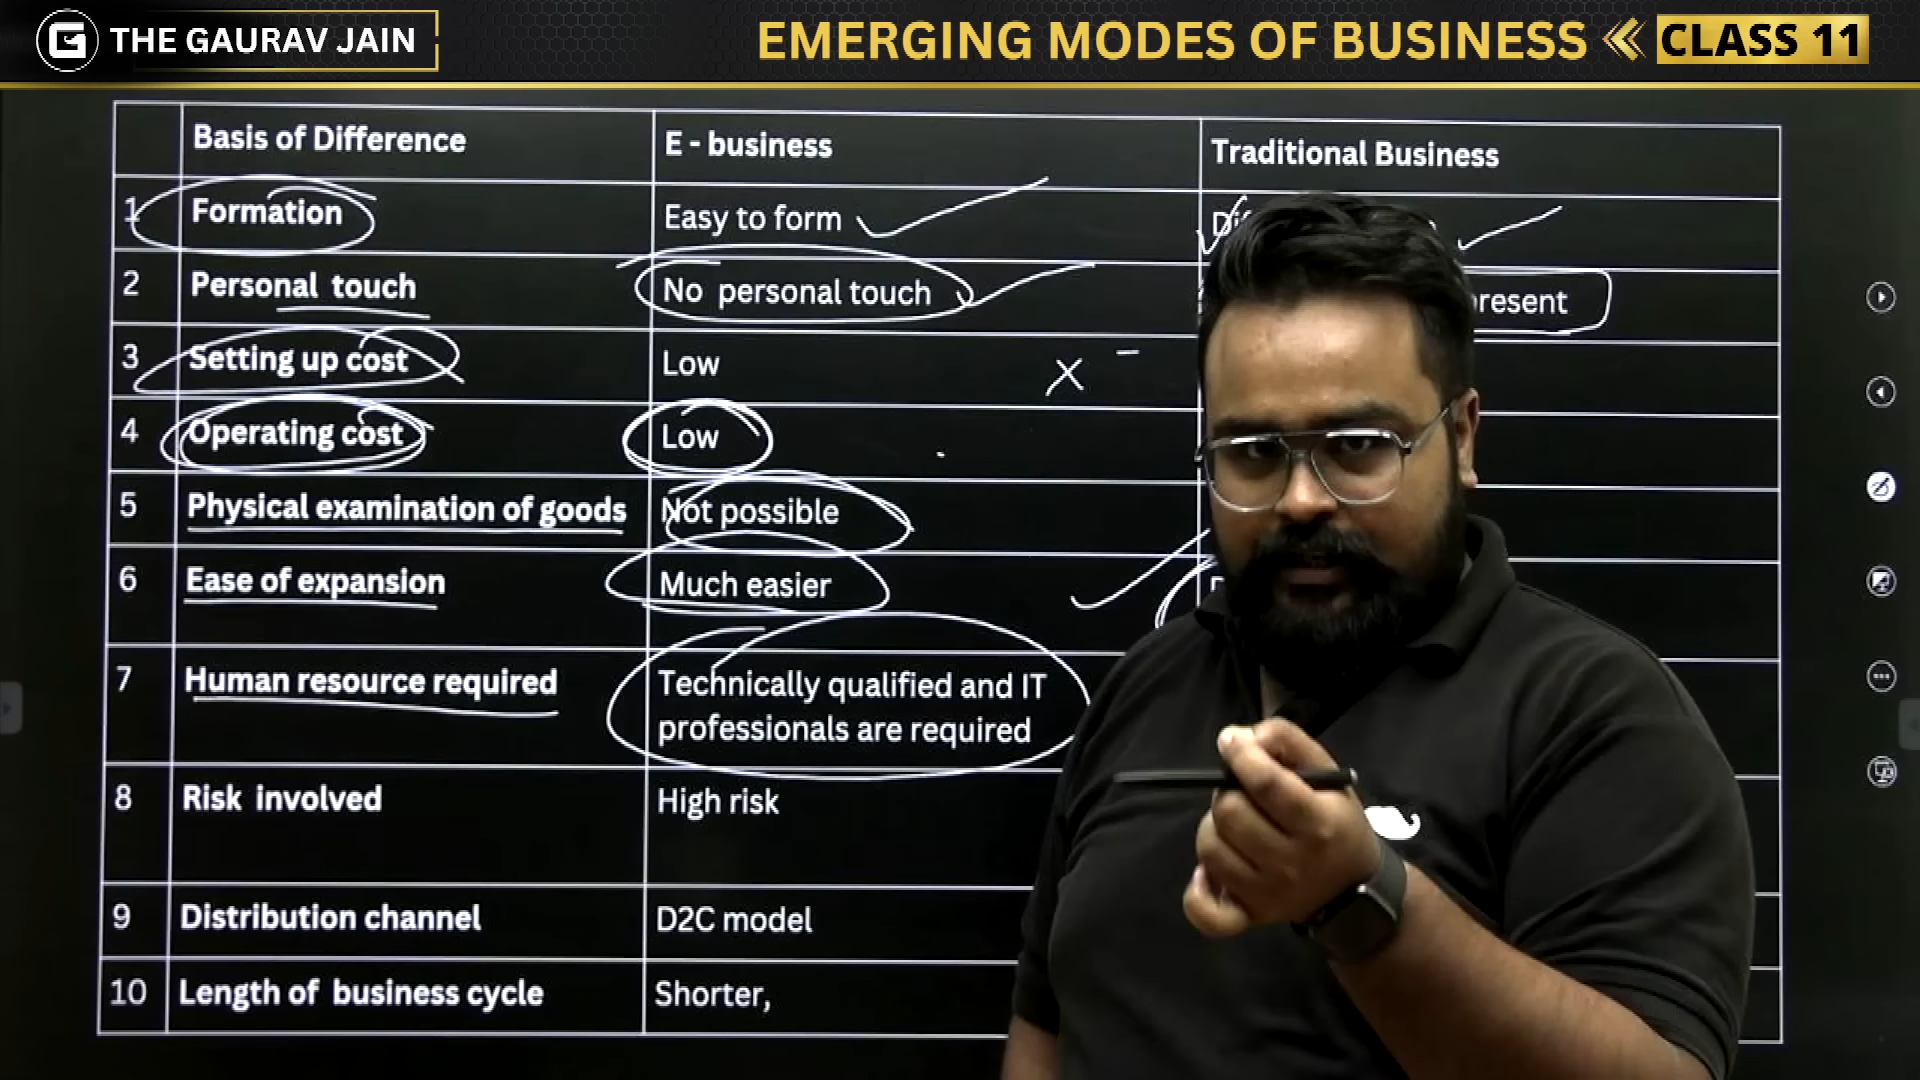 THE GAURAV JAIN
EMERGING MODES OF BUSINESS
CLASS 11
Basis of Difference E - business Traditional Business
1 Formation Easy to form
2 Personal touch No personal touch present
3 Setting up cost Low
4 Operating cost Low
5 Physical examination of goods Not possible
6 Ease of expansion Much easier
7 Human resource required Technically qualified and IT
professionals are required
8 Risk involved High risk
9 Distribution channel D2C model
10 Length of business cycle Shorter,